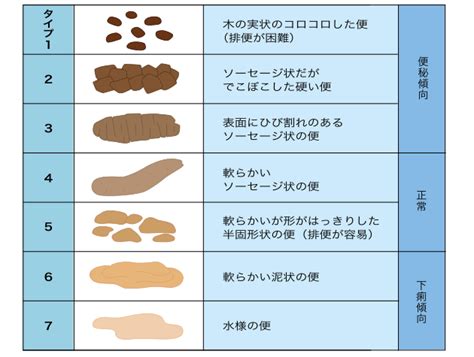 タイプ1
木の実状のコロコロした便
（排便が困難）
2
ソーセージ状だが
でこぼこした硬い便
3
表面にひび割れのある
ソーセージ状の便
便秘傾向
4
軟らかい
ソーセージ状の便
5
軟らかいが形がはっきりした
半固形状の便（排便が容易）
正常
6
軟らかい泥状の便
7
水様の便
下痢傾向